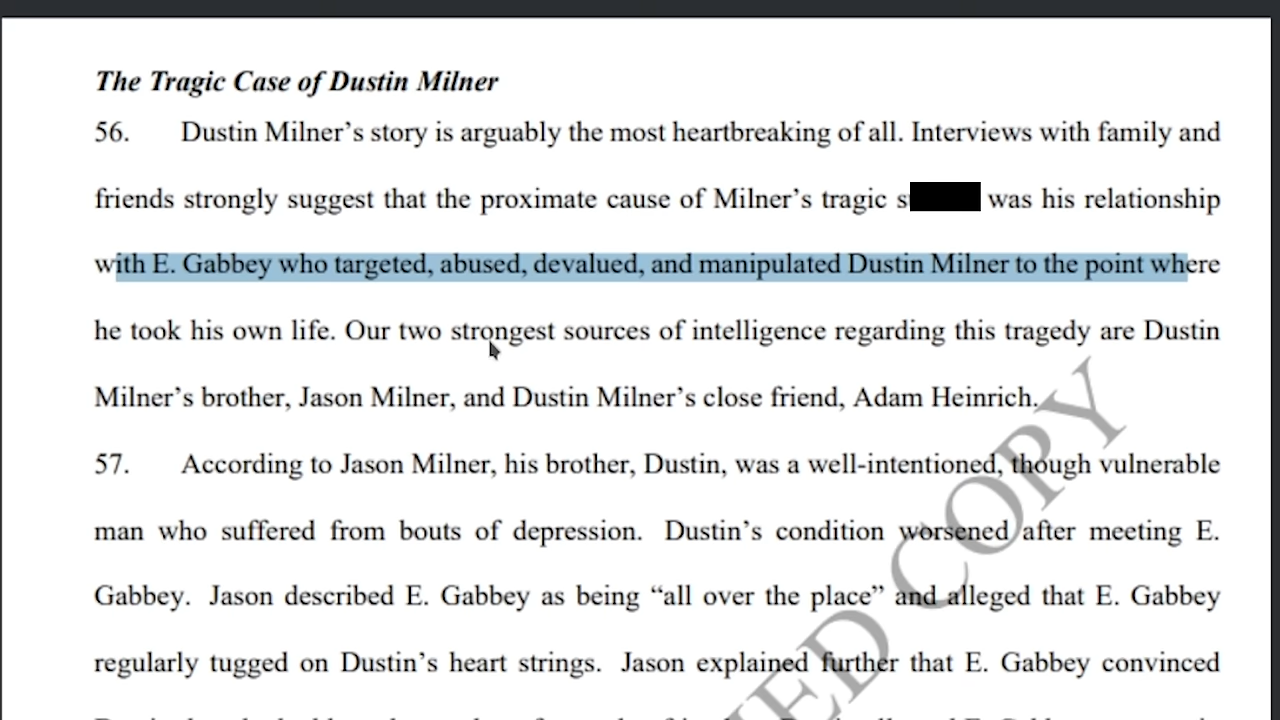 The Tragic Case of Dustin Milner
56. Dustin Milner’s story is arguably the most heartbreaking of all. Interviews with family and
friends strongly suggest that the proximate cause of Milner’s tragic s was his relationship
with E. Gabbey who targeted, abused, devalued, and manipulated Dustin Milner to the point where
he took his own life. Our two strongest sources of intelligence regarding this tragedy are Dustin
Milner’s brother, Jason Milner, and Dustin Milner’s close friend, Adam Heinrich.
57. According to Jason Milner, his brother, Dustin, was a well-intentioned, though vulnerable
man who suffered from bouts of depression. Dustin’s condition worsened after meeting E.
Gabbey. Jason described E. Gabbey as being “all over the place” and alleged that E. Gabbey
regularly tugged on Dustin’s heart strings. Jason explained further that E. Gabbey convinced
COPY